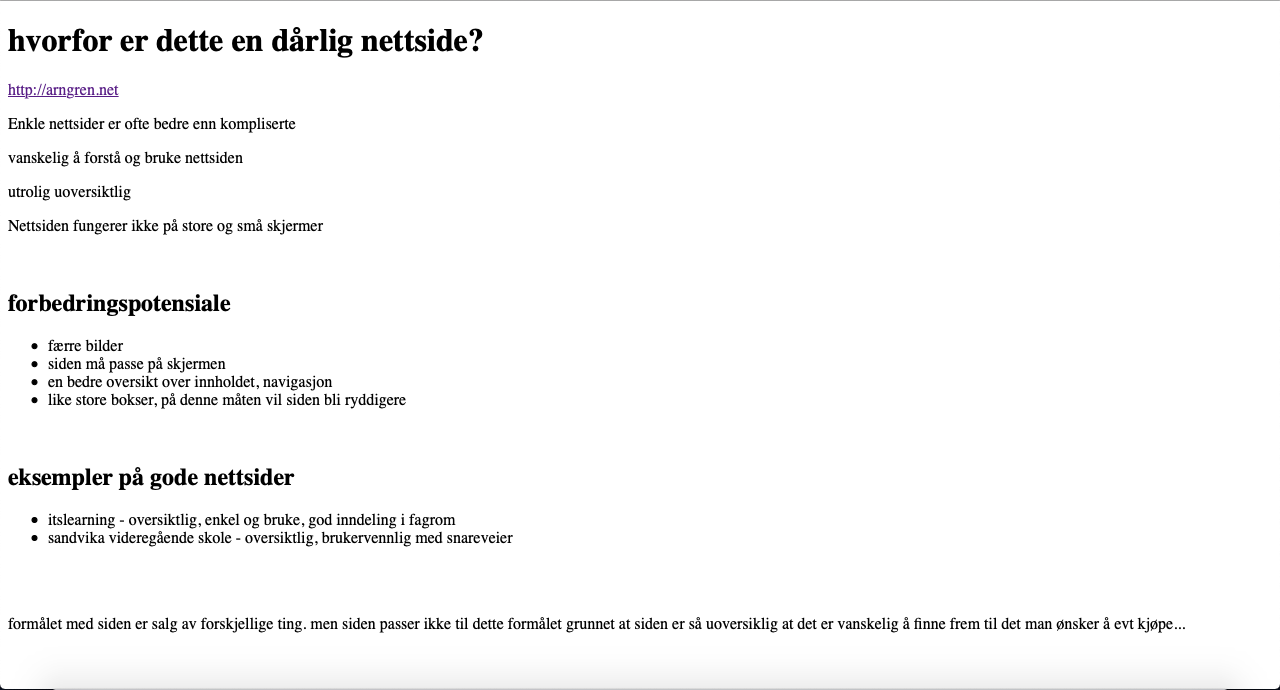 hvorfor er dette en dårlig nettside?
http://arngren.net
Enkle nettsider er ofte bedre enn kompliserte
vanskelig å forstå og bruke nettsiden
utrolig uoversiktlig
Nettsiden fungerer ikke på store og små skjermer
forbedringspotensiale
• færre bilder
• siden må passe på skjermen
• en bedre oversikt over innholdet, navigasjon
• like store bokser, på denne måten vil siden bli ryddigere
eksempler på gode nettsider
• itslearning - oversiktlig, enkel og bruke, god inndeling i fagrom
• sandvika videregående skole - oversiktlig, brukervennlig med snareveier
formålet med siden er salg av forskjellige ting. men siden passer ikke til dette formålet grunnet at siden er så uoversiklig at det er vanskelig å finne frem til det man ønsker å evt kjøpe...